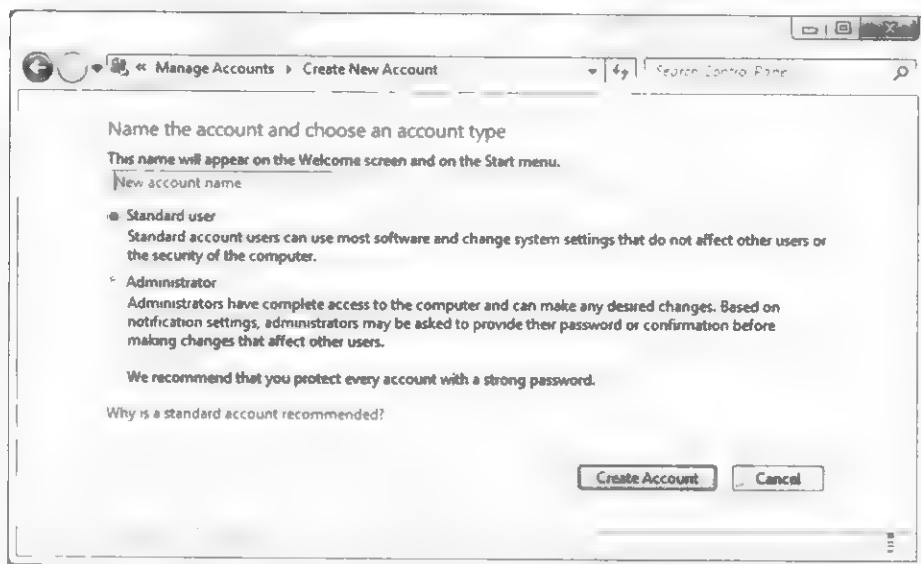 « Manage Accounts Create New Account Search Control Pane
Name the account and choose an account type
This name will appear on the Welcome screen and on the Start menu.
New account name
Standard user
Standard account users can use most software and change system settings that do not affect other users or
the security of the computer.
Administrator
Administrators have complete access to the computer and can make any desired changes. Based on
notification settings, administrators may be asked to provide their password or confirmation before
making changes that affect other users.
We recommend that you protect every account with a strong password.
Why is a standard account recommended?
Create Account Cancel